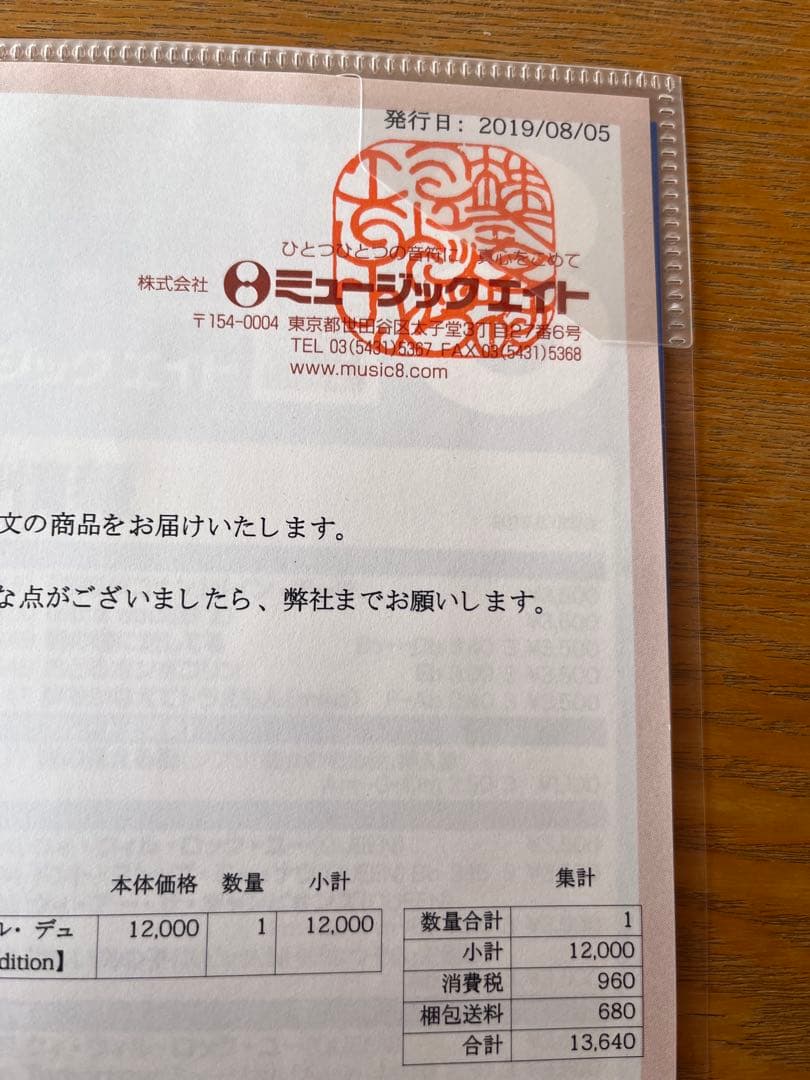 発行日: 2019/08/05
ひとつひとつの音符に 真心をこめて
株式会社 ミュージックエイト
〒154-0004 東京都世田谷区太子堂3丁目27番6号
TEL 03(5431)5367 FAX 03(5431)5368
www.music8.com
文の商品をお届けいたします。
な点がございましたら、弊社までお願いします。
本体価格 数量 小計
ル・デュ 12,000 1 12,000
dition】
集計
数量合計 1
小計 12,000
消費税 960
梱包送料 680
合計 13,640